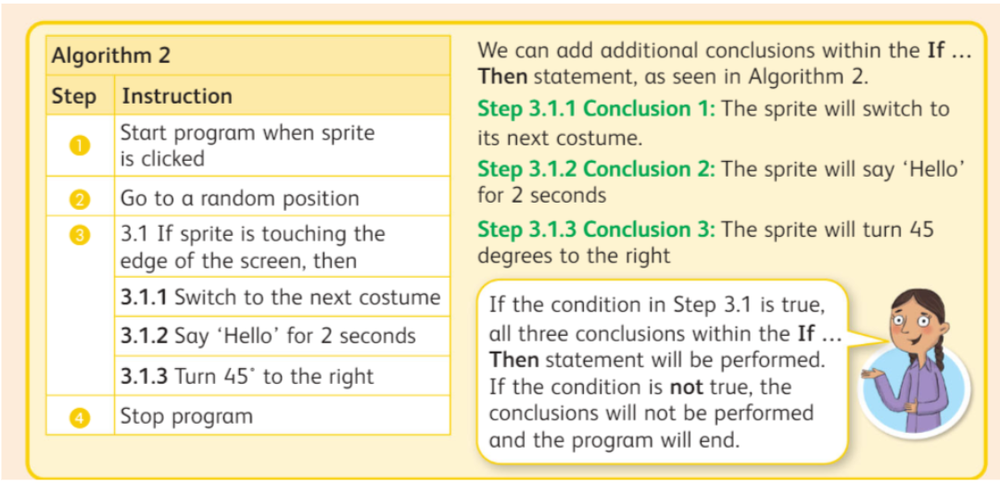 Algorithm 2
Step Instruction
1 Start program when sprite
is clicked
2 Go to a random position
3 3.1 If sprite is touching the
edge of the screen, then
3.1.1 Switch to the next costume
3.1.2 Say ‘Hello’ for 2 seconds
3.1.3 Turn 45° to the right
4 Stop program
We can add additional conclusions within the If ...
Then statement, as seen in Algorithm 2.
Step 3.1.1 Conclusion 1: The sprite will switch to
its next costume.
Step 3.1.2 Conclusion 2: The sprite will say ‘Hello’
for 2 seconds
Step 3.1.3 Conclusion 3: The sprite will turn 45
degrees to the right
If the condition in Step 3.1 is true,
all three conclusions within the If ...
Then statement will be performed.
If the condition is not true, the
conclusions will not be performed
and the program will end.